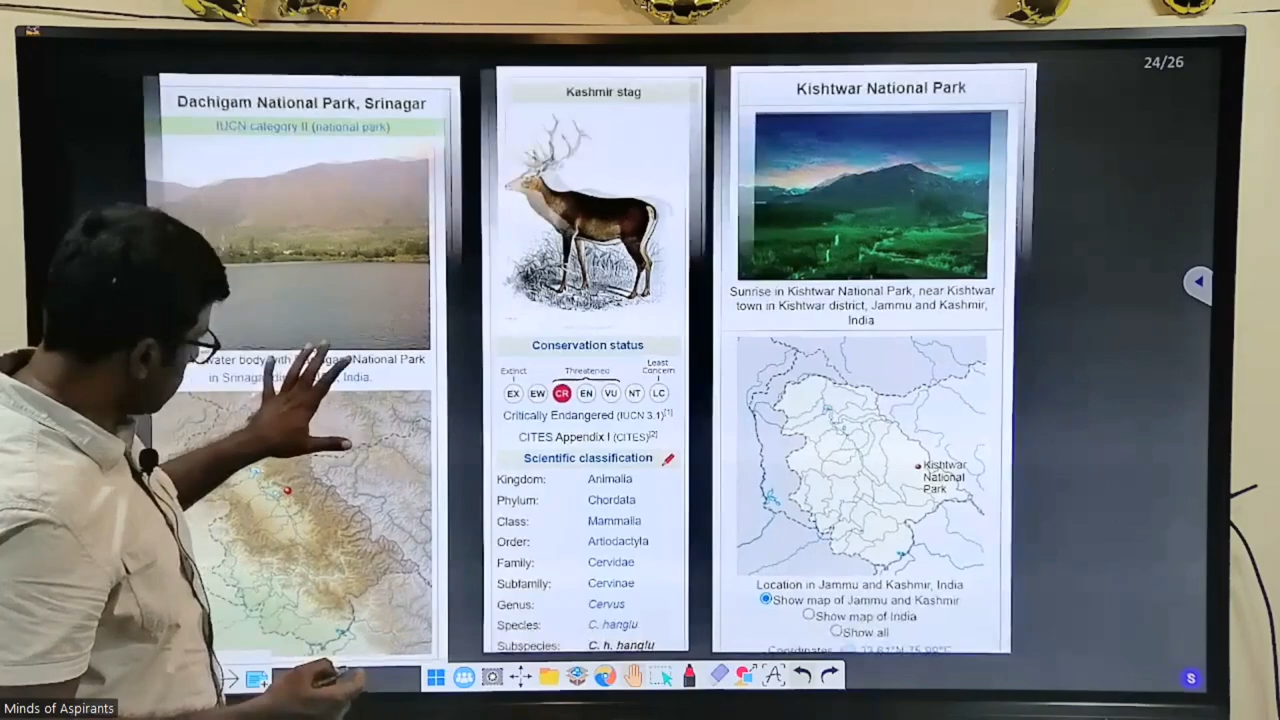 24/26
Dachigam National Park, Srinagar
IUCN category II (national park)
water body with National Park
in Srinagar India.
Kashmir stag
Conservation status
Extinct
Threatened
Least
Concern
EX EW CR EN VU NT LC
Critically Endangered (IUCN 3.1)[1]
CITES Appendix I (CITES)[2]
Scientific classification
Kingdom: Animalia
Phylum: Chordata
Class: Mammalia
Order: Artiodactyla
Family: Cervidae
Subfamily: Cervinae
Genus: Cervus
Species: C. hanglu
Subspecies: C. h. hanglu
Kishtwar National Park
Sunrise in Kishtwar National Park, near Kishtwar
town in Kishtwar district, Jammu and Kashmir,
India
Kishtwar
National
Park
Location in Jammu and Kashmir, India
Show map of Jammu and Kashmir
Show map of India
Show all
A
S
Minds of Aspirants